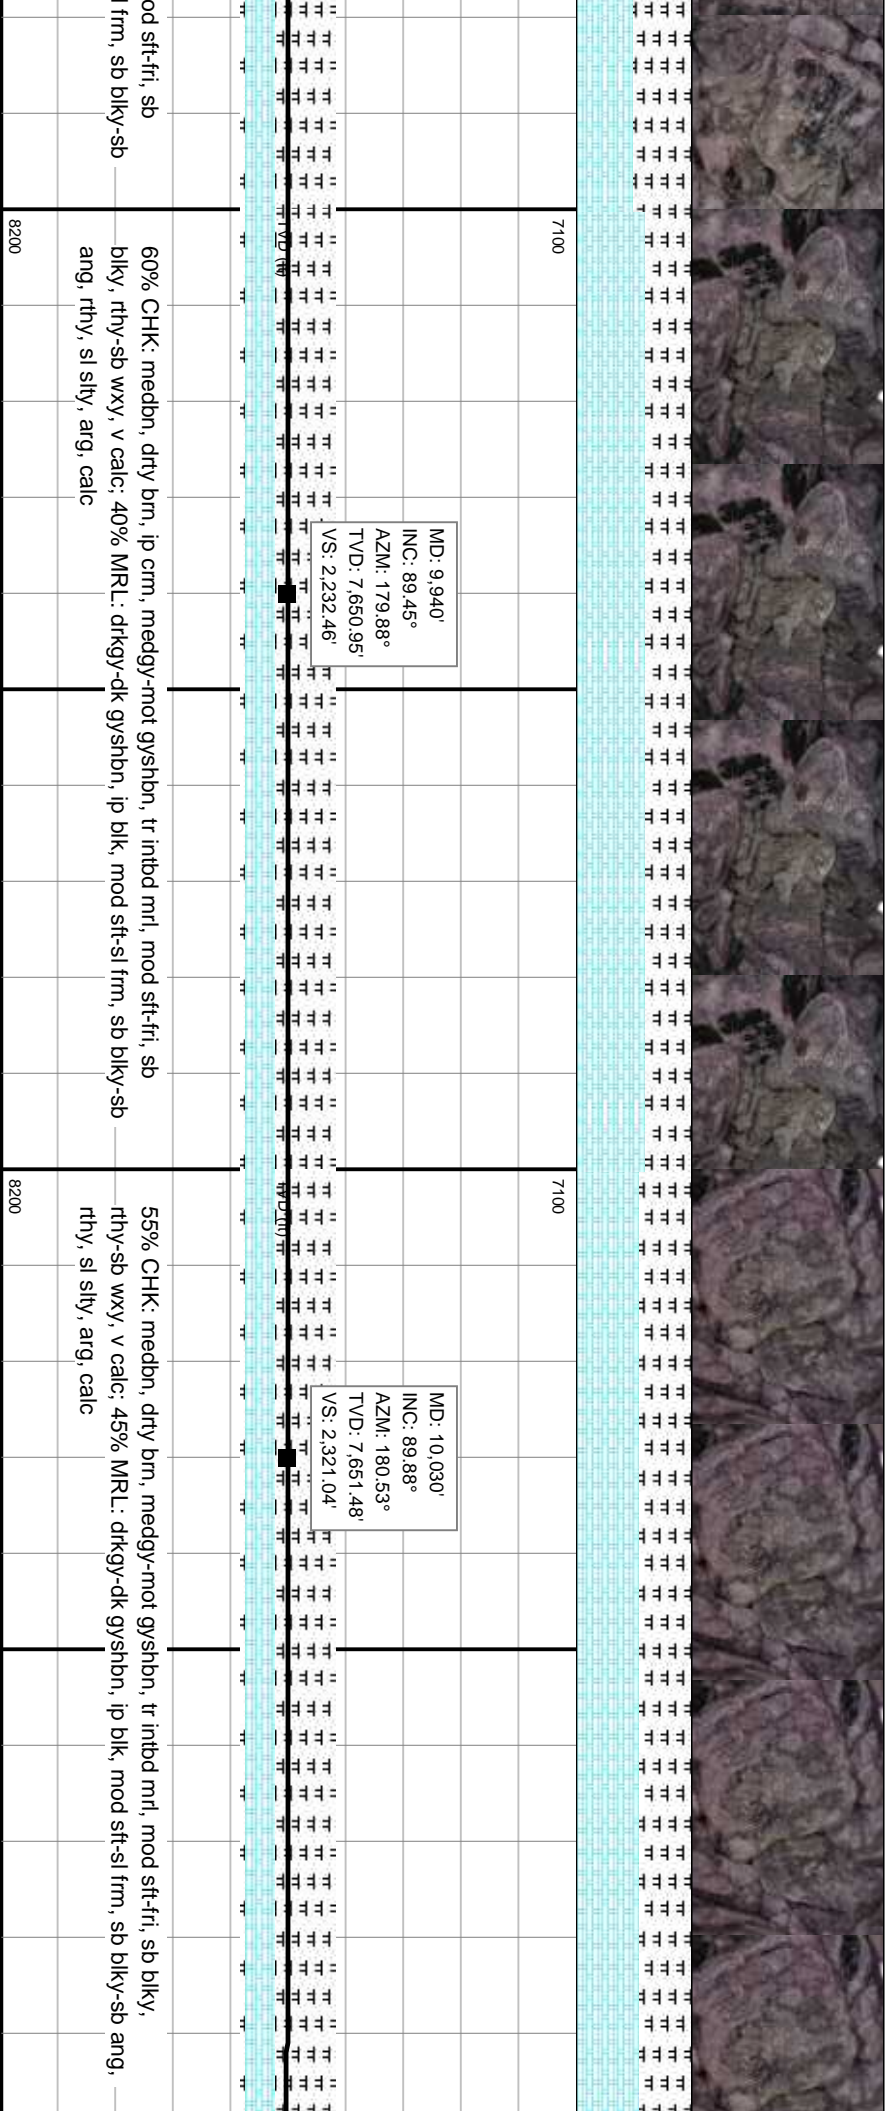 od sft-fri, sb
l frm, sb blky-sb
7100
TVD (ft)
8200
60% CHK: medbn, drty brn, ip crm, medgy-mot gyshbn, tr intbd mrl, mod sft-fri, sb
blky, rthy-sb wxy, v calc; 40% MRL: drkgy-dk gyshbn, ip blk, mod sft-sl frm, sb blky-sb
ang, rthy, sl slty, arg, calc
MD: 9,940'
INC: 89.45°
AZM: 179.88°
TVD: 7,650.95'
VS: 2,232.46'
7100
TVD (ft)
8200
55% CHK: medbn, drty brn, medgy-mot gyshbn, tr intbd mrl, mod sft-fri, sb blky,
rthy-sb wxy, v calc; 45% MRL: drkgy-dk gyshbn, ip blk, mod sft-sl frm, sb blky-sb ang,
rthy, sl slty, arg, calc
MD: 10,030'
INC: 89.88°
AZM: 180.53°
TVD: 7,651.48'
VS: 2,321.04'